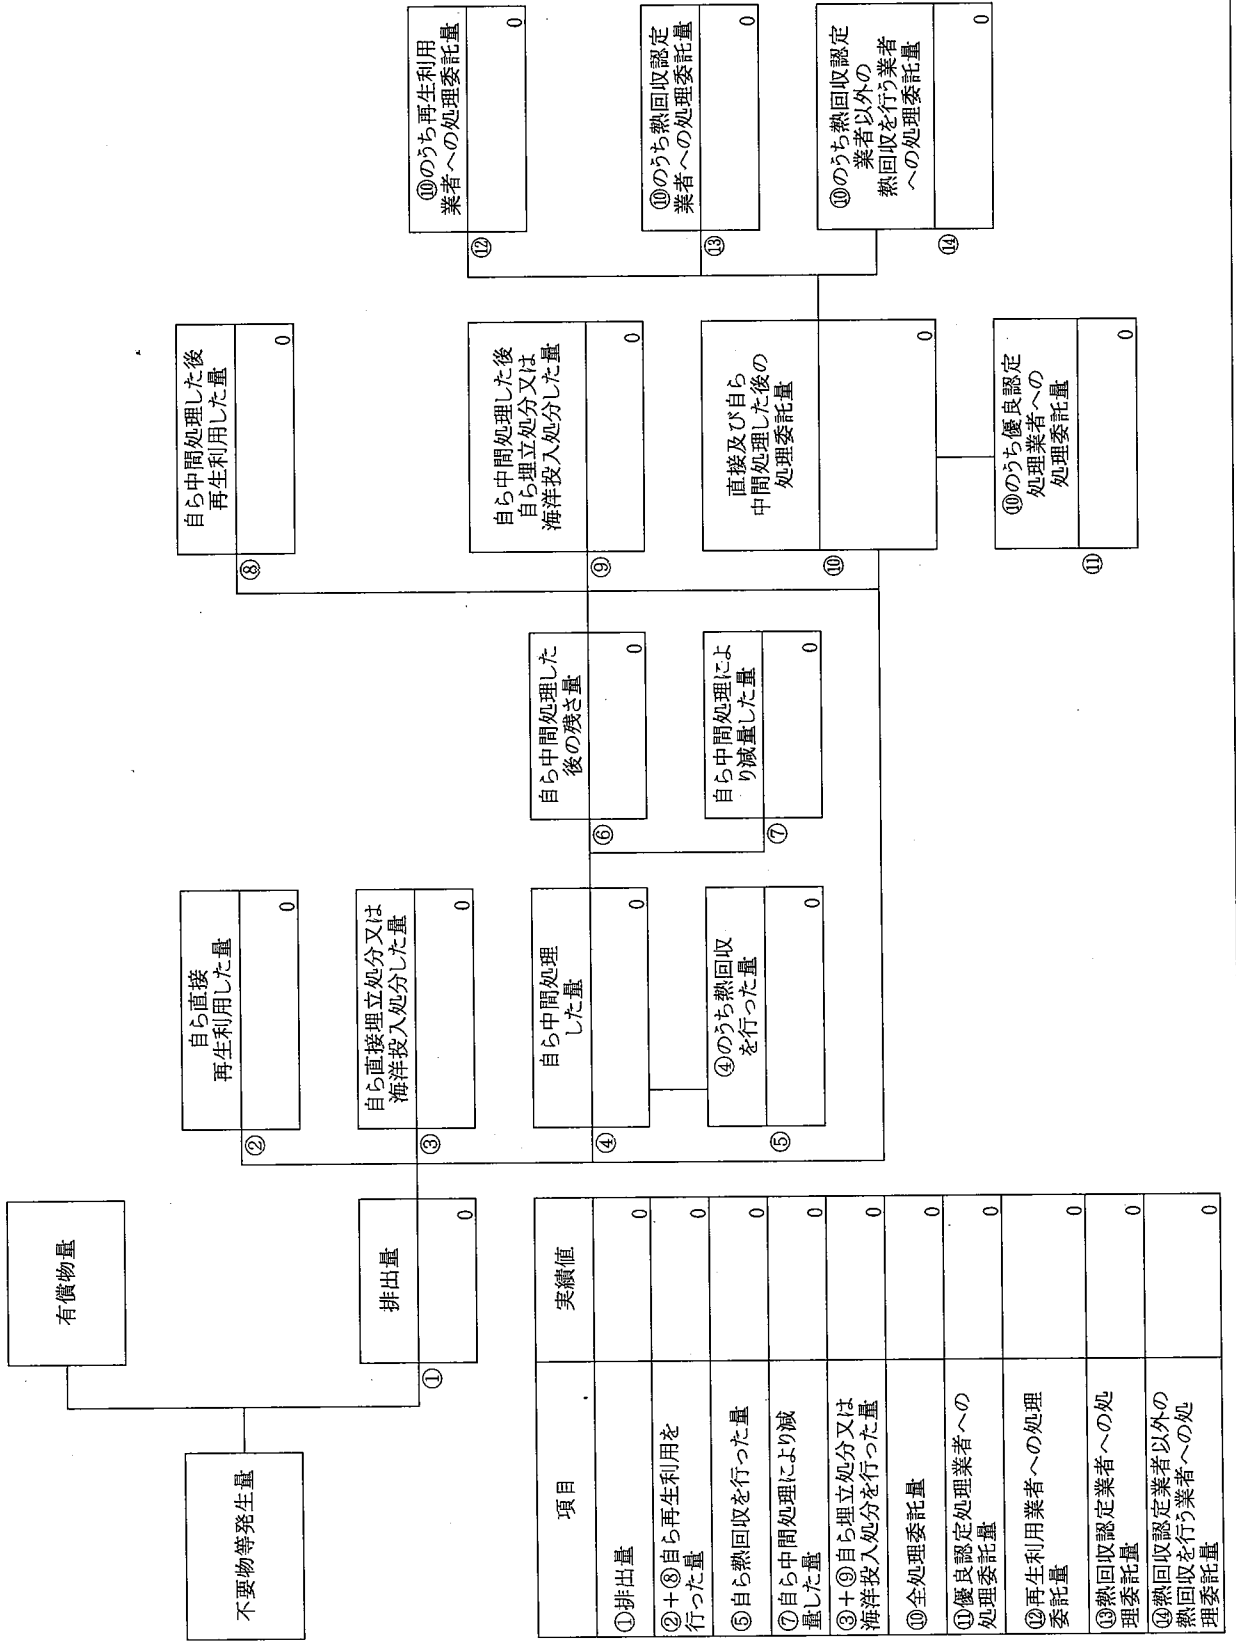 不要物等発生量
有償物量
①
排出量
0
②
自ら直接
再生利用した量
0
③
自ら直接埋立処分又は
海洋投入処分した量
0
④
自ら中間処理
した量
0
⑤
④のうち熱回収
を行った量
0
⑥
自ら中間処理した
後の残さ量
0
⑦
自ら中間処理によ
り減量した量
0
⑧
自ら中間処理した後
再生利用した量
0
⑨
自ら中間処理した後
自ら埋立処分又は
海洋投入処分した量
0
⑩
直接及び自ら
中間処理した後の
処理委託量
0
⑪
⑩のうち優良認定
処理業者への
処理委託量
0
⑫
⑩のうち再生利用
業者への処理委託量
0
⑬
⑩のうち熱回収認定
業者への処理委託量
0
⑭
⑩のうち熱回収認定
業者以外の
熱回収を行う業者
への処理委託量
0
項目 実績値
①排出量 0
②+⑧自ら再生利用を
行った量 0
⑤自ら熱回収を行った量 0
⑦自ら中間処理により減
量した量 0
③+⑨自ら埋立処分又は
海洋投入処分を行った量 0
⑩全処理委託量 0
⑪優良認定処理業者への
処理委託量 0
⑫再生利用業者への処理
委託量 0
⑬熱回収認定業者への処
理委託量 0
⑭熱回収認定業者以外の
熱回収を行う業者への処
理委託量 0